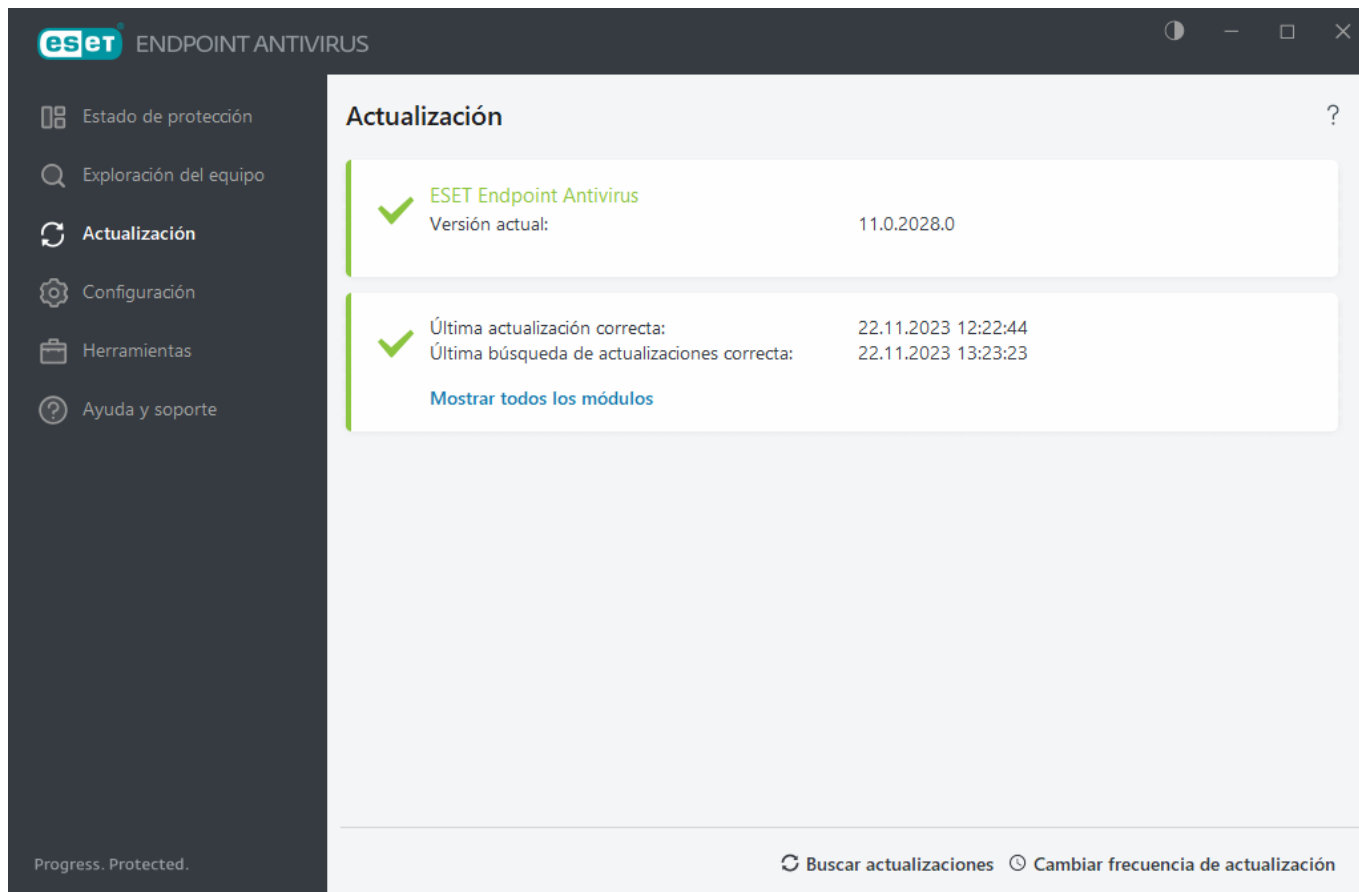 eset ENDPOINT ANTIVIRUS
Estado de protección
Exploración del equipo
Actualización
Configuración
Herramientas
Ayuda y soporte
Progress. Protected.
Actualización ?
ESET Endpoint Antivirus
Versión actual: 11.0.2028.0
Última actualización correcta: 22.11.2023 12:22:44
Última búsqueda de actualizaciones correcta: 22.11.2023 13:23:23
Mostrar todos los módulos
Buscar actualizaciones Cambiar frecuencia de actualización